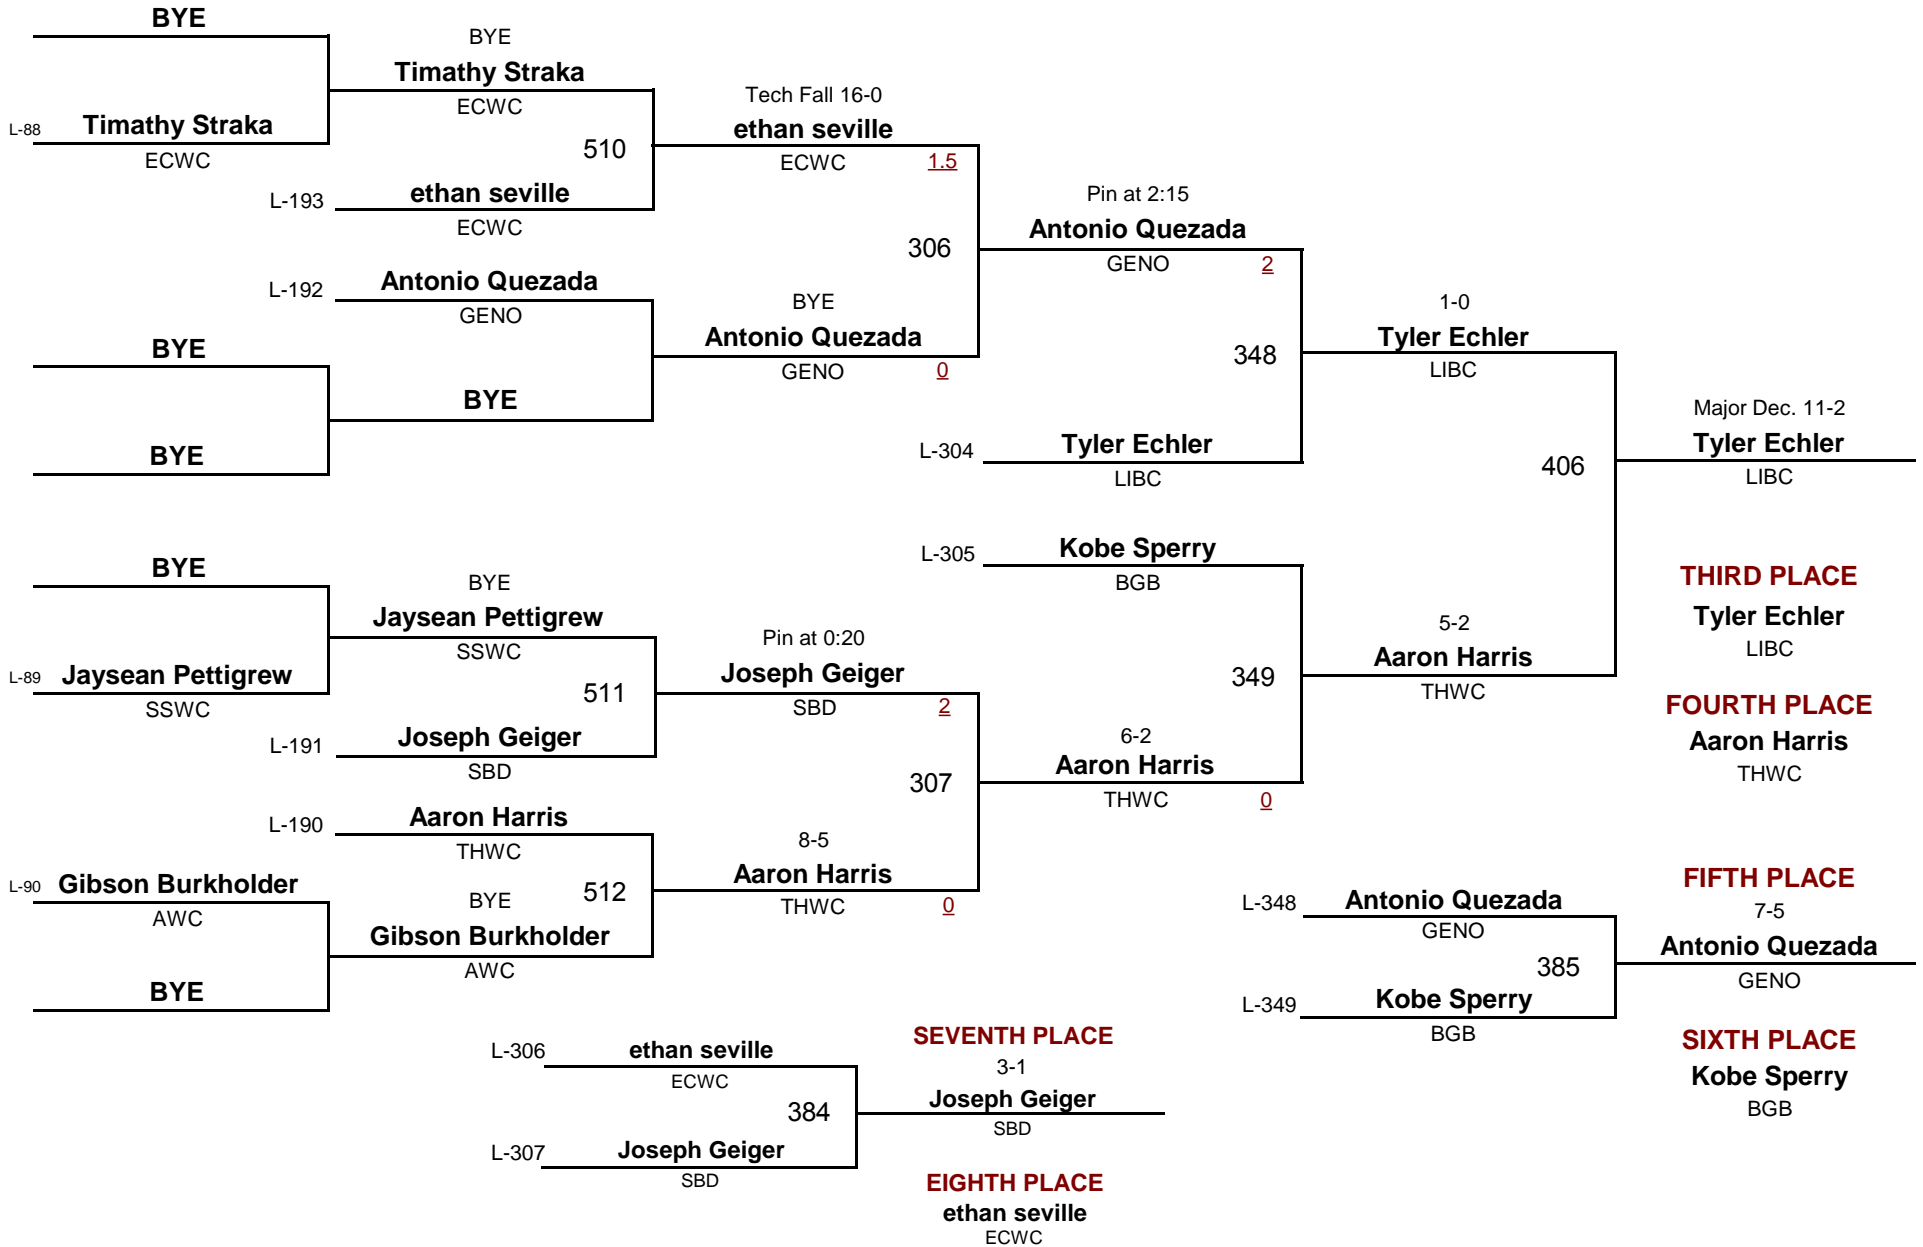 BYE
BYE
Timathy Straka
ECWC
L-88 Timathy Straka
ECWC
510
L-193 ethan seville
ECWC
Tech Fall 16-0
ethan seville
ECWC 1.5
306
L-192 Antonio Quezada
GENO
BYE
Antonio Quezada
GENO 0
BYE
BYE
BYE
Pin at 2:15
Antonio Quezada
GENO 2
348
L-304 Tyler Echler
LIBC
1-0
Tyler Echler
LIBC
406
Major Dec. 11-2
Tyler Echler
LIBC
BYE
BYE
Jaysean Pettigrew
SSWC
L-89 Jaysean Pettigrew
SSWC
511
L-191 Joseph Geiger
SBD
Pin at 0:20
Joseph Geiger
SBD 2
307
L-190 Aaron Harris
THWC
512
L-90 Gibson Burkholder
AWC
BYE
Gibson Burkholder
AWC
BYE
8-5
Aaron Harris
THWC 0
L-305 Kobe Sperry
BGB
349
6-2
Aaron Harris
THWC 0
5-2
Aaron Harris
THWC
THIRD PLACE
Tyler Echler
LIBC
FOURTH PLACE
Aaron Harris
THWC
L-348 Antonio Quezada
GENO
385
L-349 Kobe Sperry
BGB
FIFTH PLACE
7-5
Antonio Quezada
GENO
SIXTH PLACE
Kobe Sperry
BGB
L-306 ethan seville
ECWC
384
L-307 Joseph Geiger
SBD
SEVENTH PLACE
3-1
Joseph Geiger
SBD
EIGHTH PLACE
ethan seville
ECWC